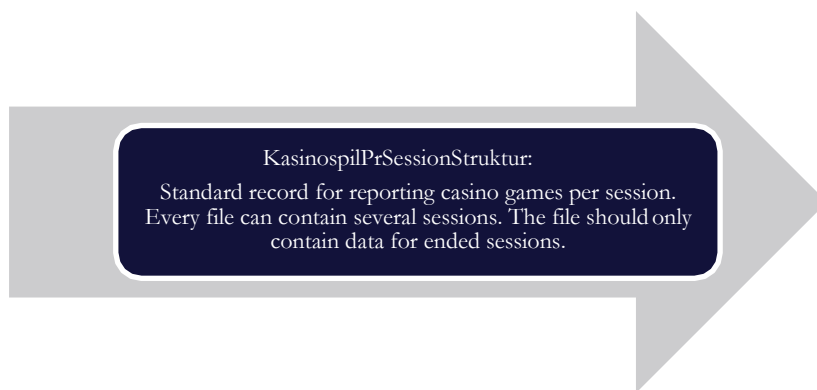 KasinospilPrSessionStruktur:
Standard record for reporting casino games per session.
Every file can contain several sessions. The file should only
contain data for ended sessions.